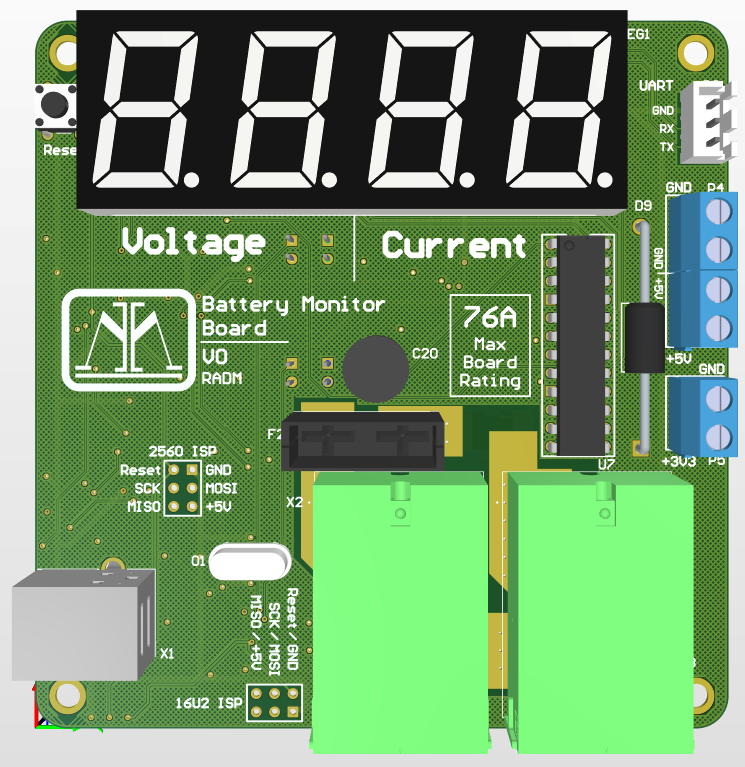 EG1
UART
GND
RX
TX
Rese
GND P4
D9
GND
+5V
Voltage
Current
Battery Monitor
Board
V0
RADM
76A
Max
Board
Rating
C20
+5V
GND
F2
U7
+3V3 P5
2560 ISP
Reset GND
SCK MOSI
MISO +5V
X2
O1
X1
Reset / GND
SCK / MOSI
MISO / +5V
16U2 ISP